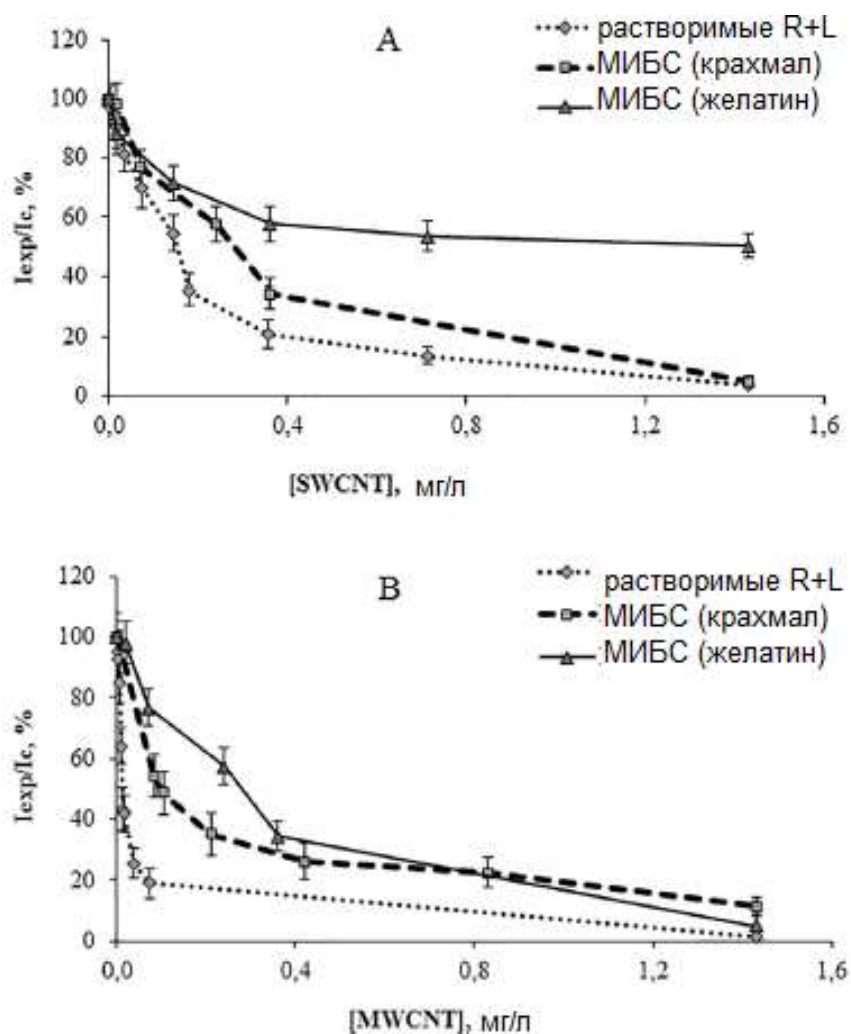 A
растворимые R+L
МИБС (крахмал)
МИБС (желатин)
Iexp/Ic, %
120
100
80
60
40
20
0
0,0 0,4 0,8 1,2 1,6
[SWCNT], мг/л
B
растворимые R+L
МИБС (крахмал)
МИБС (желатин)
Iexp/Ic, %
120
100
80
60
40
20
0
0,0 0,4 0,8 1,2 1,6
[MWCNT], мг/л